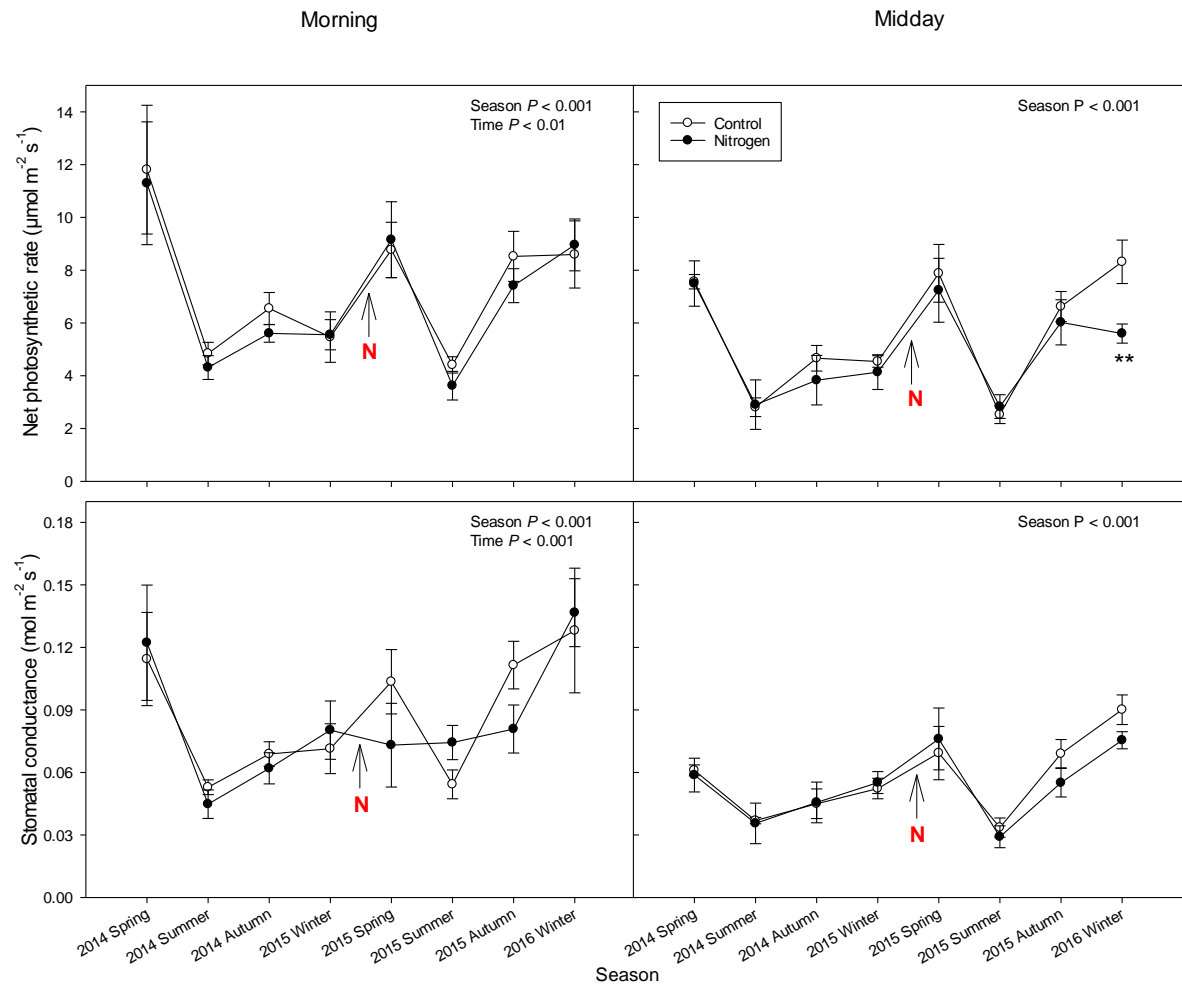 Morning
Midday
Net photosynthetic rate (µmol m⁻² s⁻¹)
14
12
10
8
6
4
2
0
Season P < 0.001
Time P < 0.01
N
Season P < 0.001
Control
Nitrogen
N
**
Stomatal conductance (mol m⁻² s⁻¹)
0.18
0.15
0.12
0.09
0.06
0.03
0.00
Season P < 0.001
Time P < 0.001
N
Season P < 0.001
N
2014 Spring
2014 Summer
2014 Autumn
2015 Winter
2015 Spring
2015 Summer
2015 Autumn
2016 Winter
2014 Spring
2014 Summer
2014 Autumn
2015 Winter
2015 Spring
2015 Summer
2015 Autumn
2016 Winter
Season